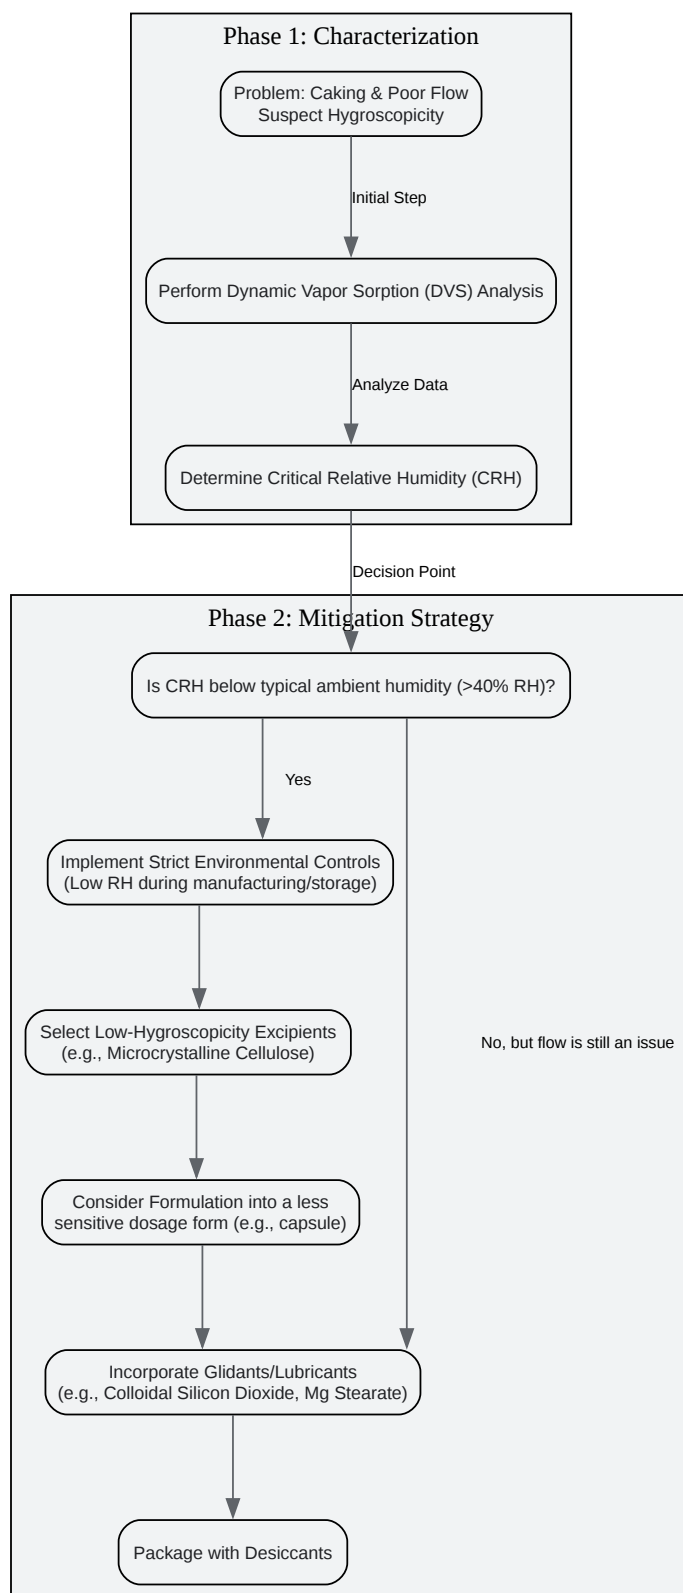 Phase 1: Characterization
Problem: Caking & Poor Flow
Suspect Hygroscopicity
Initial Step
Perform Dynamic Vapor Sorption (DVS) Analysis
Analyze Data
Determine Critical Relative Humidity (CRH)
Decision Point
Phase 2: Mitigation Strategy
Is CRH below typical ambient humidity (>40% RH)?
Yes
Implement Strict Environmental Controls
(Low RH during manufacturing/storage)
Select Low-Hygroscopicity Excipients
(e.g., Microcrystalline Cellulose)
No, but flow is still an issue
Consider Formulation into a less
sensitive dosage form (e.g., capsule)
Incorporate Glidants/Lubricants
(e.g., Colloidal Silicon Dioxide, Mg Stearate)
Package with Desiccants